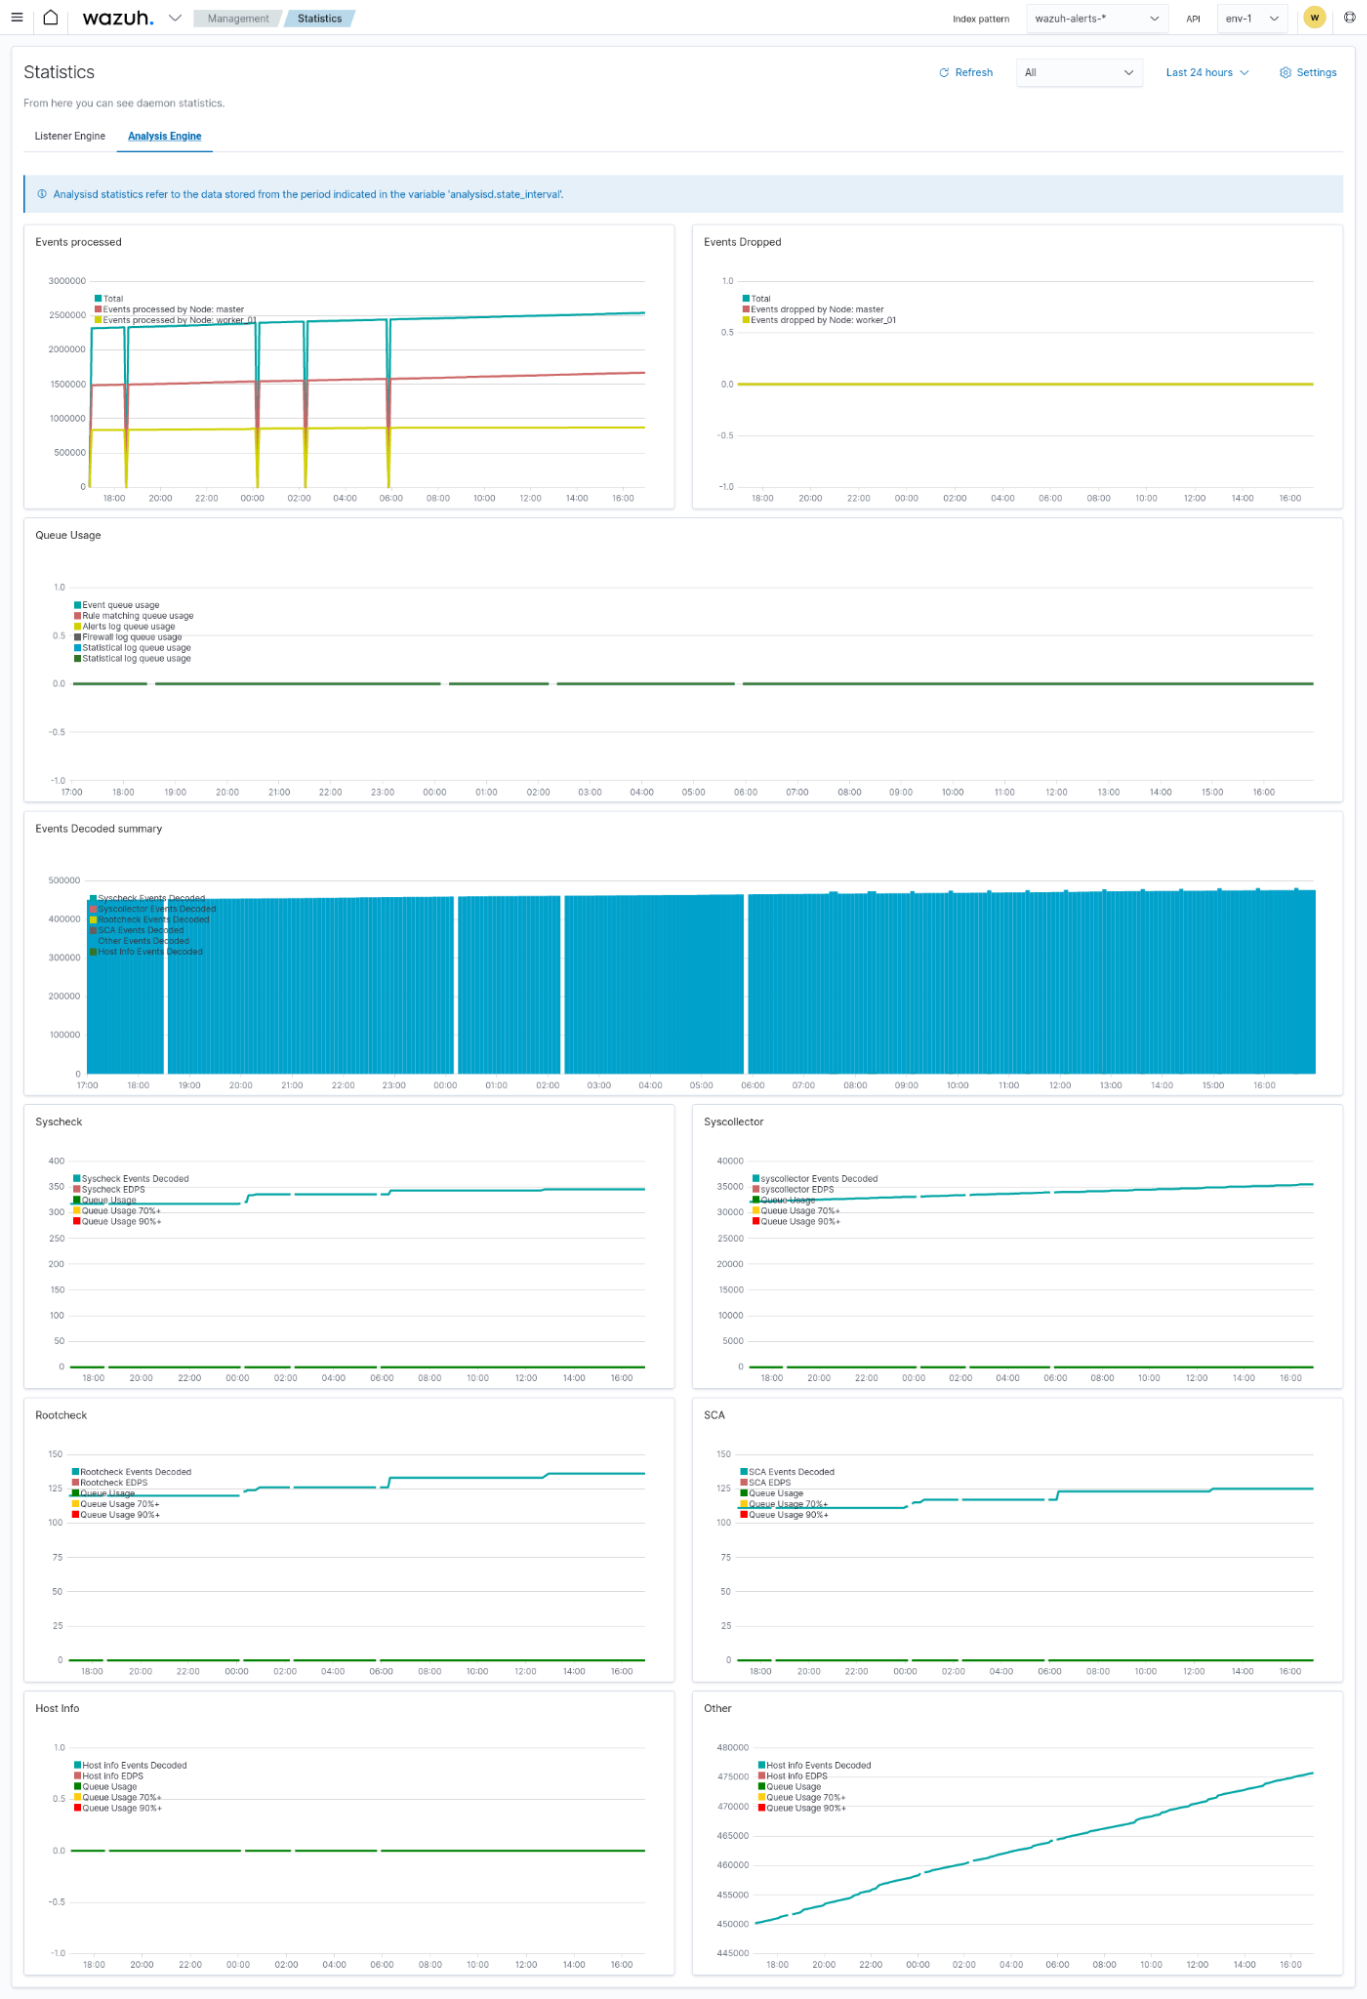 wazuh. Management Statistics Index pattern wazuh-alerts-* API env-1 w
Statistics Refresh All Last 24 hours Settings
From here you can see daemon statistics.
Listener Engine Analysis Engine
Analysisd statistics refer to the data stored from the period indicated in the variable 'analysisd.state_interval'.
Events processed
3000000
2500000
2000000
1500000
1000000
500000
0
Total
Events processed by Node: master
Events processed by Node: worker_01
18:00 20:00 22:00 00:00 02:00 04:00 06:00 08:00 10:00 12:00 14:00 16:00
Events Dropped
1.0
0.5
0.0
-0.5
-1.0
Total
Events dropped by Node: master
Events dropped by Node: worker_01
18:00 20:00 22:00 00:00 02:00 04:00 06:00 08:00 10:00 12:00 14:00 16:00
Queue Usage
1.0
0.5
0.0
-0.5
-1.0
Event queue usage
Rule matching queue usage
Alerts log queue usage
Firewall log queue usage
Statistical log queue usage
Statistical log queue usage
17:00 18:00 19:00 20:00 21:00 22:00 23:00 00:00 01:00 02:00 03:00 04:00 05:00 06:00 07:00 08:00 09:00 10:00 11:00 12:00 13:00 14:00 15:00 16:00
Events Decoded summary
500000
400000
300000
200000
100000
0
Syscheck Events Decoded
Syscollector Events Decoded
Rootcheck Events Decoded
SCA Events Decoded
Other Events Decoded
Host Info Events Decoded
17:00 18:00 19:00 20:00 21:00 22:00 23:00 00:00 01:00 02:00 03:00 04:00 05:00 06:00 07:00 08:00 09:00 10:00 11:00 12:00 13:00 14:00 15:00 16:00
Syscheck
400
350
300
250
200
150
100
50
0
Syscheck Events Decoded
Syscheck EDPS
Queue Usage
Queue Usage 70%+
Queue Usage 90%+
18:00 20:00 22:00 00:00 02:00 04:00 06:00 08:00 10:00 12:00 14:00 16:00
Syscollector
40000
35000
30000
25000
20000
15000
10000
5000
0
syscollector Events Decoded
syscollector EDPS
Queue Usage
Queue Usage 70%+
Queue Usage 90%+
18:00 20:00 22:00 00:00 02:00 04:00 06:00 08:00 10:00 12:00 14:00 16:00
Rootcheck
150
125
100
75
50
25
0
Rootcheck Events Decoded
Rootcheck EDPS
Queue Usage
Queue Usage 70%+
Queue Usage 90%+
18:00 20:00 22:00 00:00 02:00 04:00 06:00 08:00 10:00 12:00 14:00 16:00
SCA
150
125
100
75
50
25
0
SCA Events Decoded
SCA EDPS
Queue Usage
Queue Usage 70%+
Queue Usage 90%+
18:00 20:00 22:00 00:00 02:00 04:00 06:00 08:00 10:00 12:00 14:00 16:00
Host Info
1.0
0.5
0.0
-0.5
-1.0
Host Info Events Decoded
Host Info EDPS
Queue Usage
Queue Usage 70%+
Queue Usage 90%+
18:00 20:00 22:00 00:00 02:00 04:00 06:00 08:00 10:00 12:00 14:00 16:00
Other
480000
475000
470000
465000
460000
455000
450000
445000
Host Info Events Decoded
Host Info EDPS
Queue Usage
Queue Usage 70%+
Queue Usage 90%+
18:00 20:00 22:00 00:00 02:00 04:00 06:00 08:00 10:00 12:00 14:00 16:00